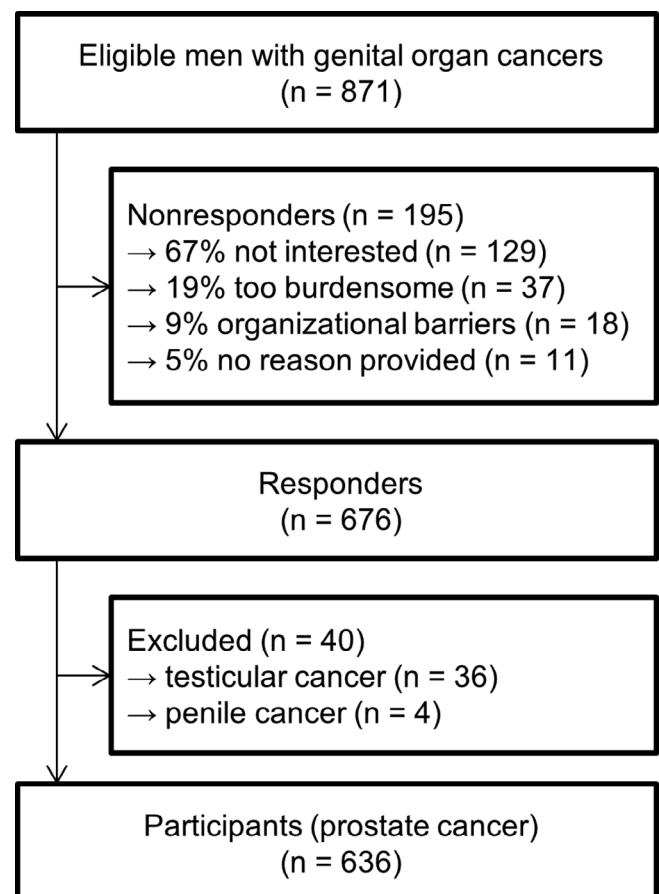 Eligible men with genital organ cancers
(n = 871)
Nonresponders (n = 195)
→ 67% not interested (n = 129)
→ 19% too burdensome (n = 37)
→ 9% organizational barriers (n = 18)
→ 5% no reason provided (n = 11)
Responders
(n = 676)
Excluded (n = 40)
→ testicular cancer (n = 36)
→ penile cancer (n = 4)
Participants (prostate cancer)
(n = 636)